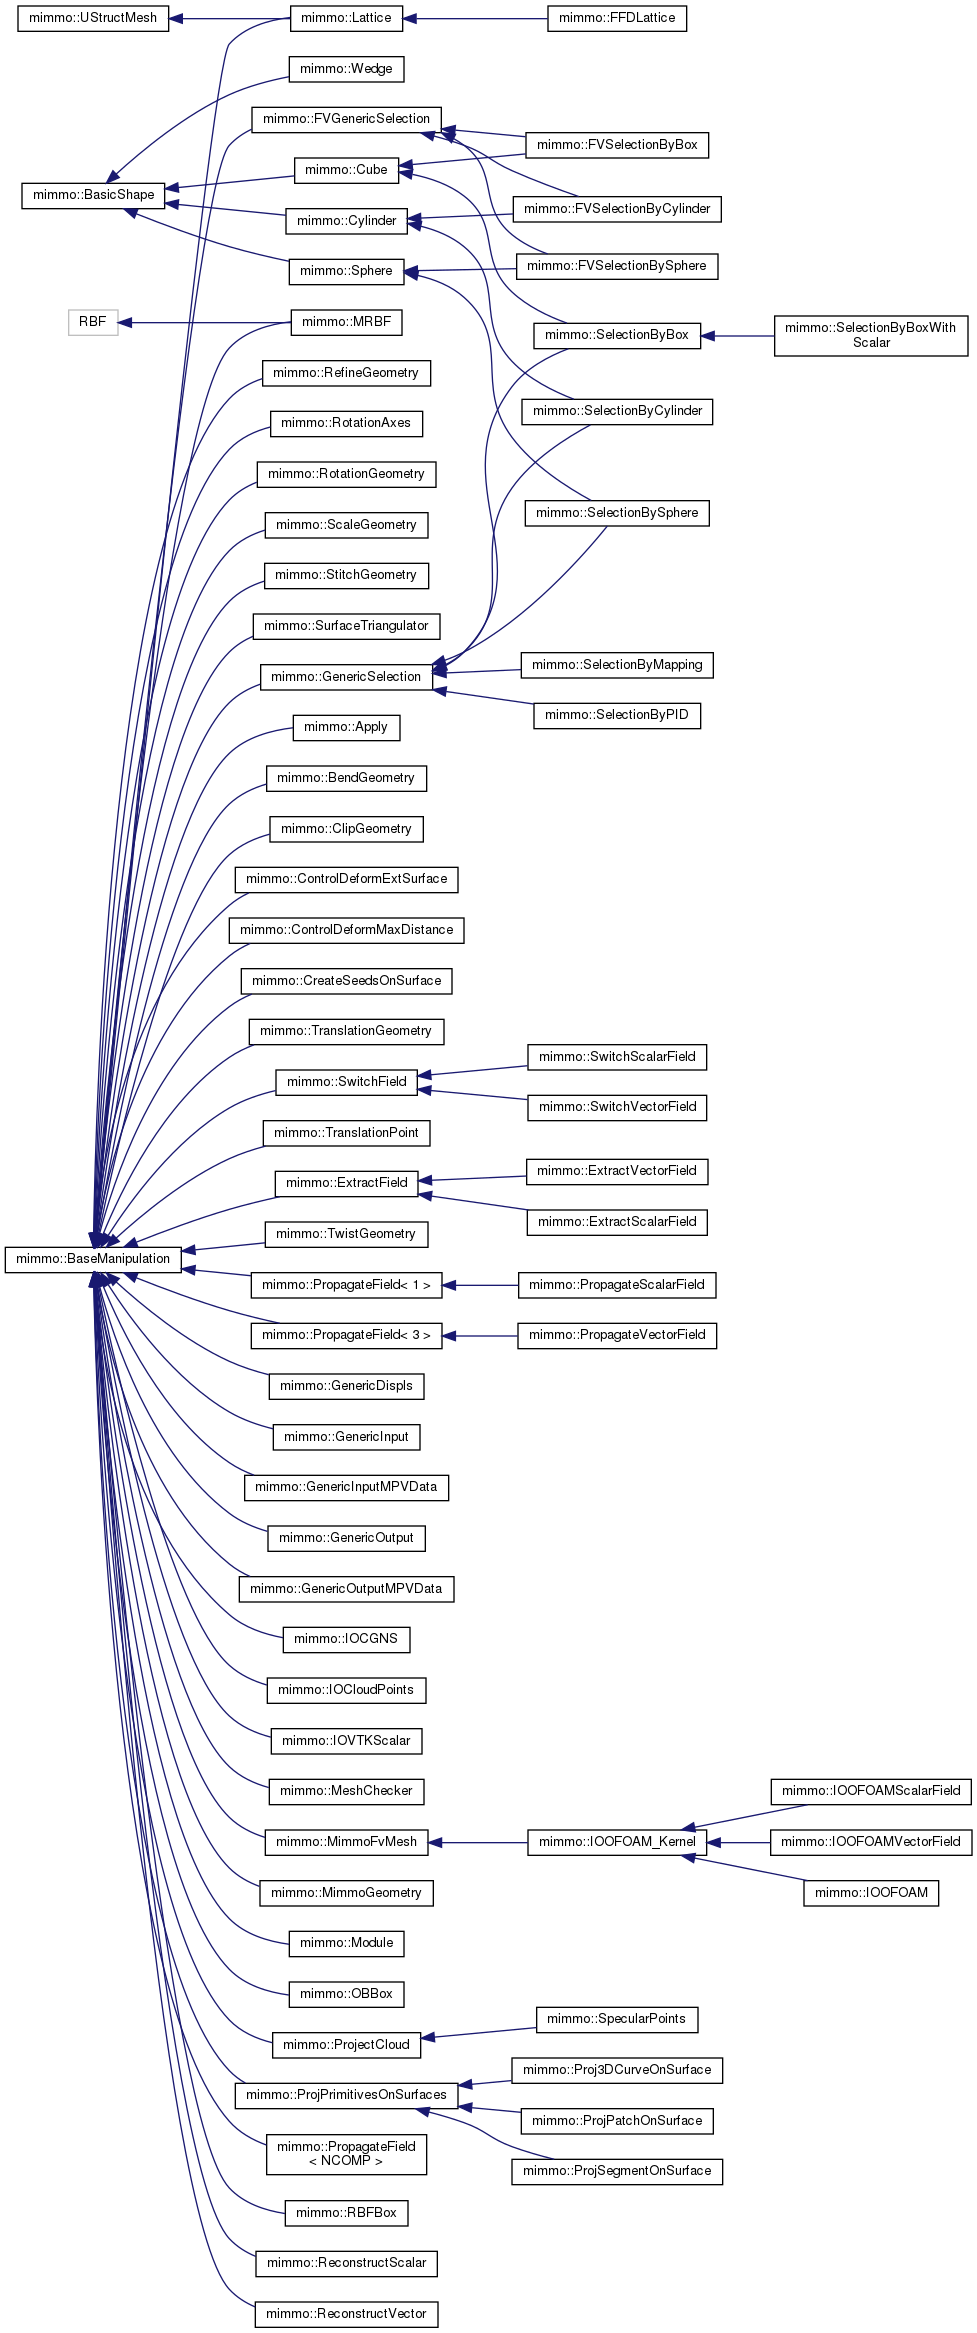 mimmo::UStructMesh
mimmo::Lattice
mimmo::FFDLattice
mimmo::Wedge
mimmo::FVGenericSelection
mimmo::FVSelectionByBox
mimmo::Cube
mimmo::BasicShape
mimmo::FVSelectionByCylinder
mimmo::Cylinder
mimmo::FVSelectionBySphere
mimmo::Sphere
RBF
mimmo::MRBF
mimmo::SelectionByBox
mimmo::SelectionByBoxWith
Scalar
mimmo::RefineGeometry
mimmo::SelectionByCylinder
mimmo::RotationAxes
mimmo::RotationGeometry
mimmo::SelectionBySphere
mimmo::ScaleGeometry
mimmo::StitchGeometry
mimmo::SurfaceTriangulator
mimmo::SelectionByMapping
mimmo::GenericSelection
mimmo::SelectionByPID
mimmo::Apply
mimmo::BendGeometry
mimmo::ClipGeometry
mimmo::ControlDeformExtSurface
mimmo::ControlDeformMaxDistance
mimmo::CreateSeedsOnSurface
mimmo::TranslationGeometry
mimmo::SwitchScalarField
mimmo::SwitchField
mimmo::SwitchVectorField
mimmo::TranslationPoint
mimmo::ExtractVectorField
mimmo::ExtractField
mimmo::ExtractScalarField
mimmo::TwistGeometry
mimmo::BaseManipulation
mimmo::PropagateField< 1 >
mimmo::PropagateScalarField
mimmo::PropagateField< 3 >
mimmo::PropagateVectorField
mimmo::GenericDispls
mimmo::GenericInput
mimmo::GenericInputMPVData
mimmo::GenericOutput
mimmo::GenericOutputMPVData
mimmo::IOCGNS
mimmo::IOCloudPoints
mimmo::IOVTKScalar
mimmo::MeshChecker
mimmo::IOOFOAMScalarField
mimmo::MimmoFvMesh
mimmo::IOOFOAM_Kernel
mimmo::IOOFOAMVectorField
mimmo::MimmoGeometry
mimmo::IOOFOAM
mimmo::Module
mimmo::OBBox
mimmo::SpecularPoints
mimmo::ProjectCloud
mimmo::Proj3DCurveOnSurface
mimmo::ProjPrimitivesOnSurfaces
mimmo::ProjPatchOnSurface
mimmo::PropagateField
< NCOMP >
mimmo::ProjSegmentOnSurface
mimmo::RBFBox
mimmo::ReconstructScalar
mimmo::ReconstructVector